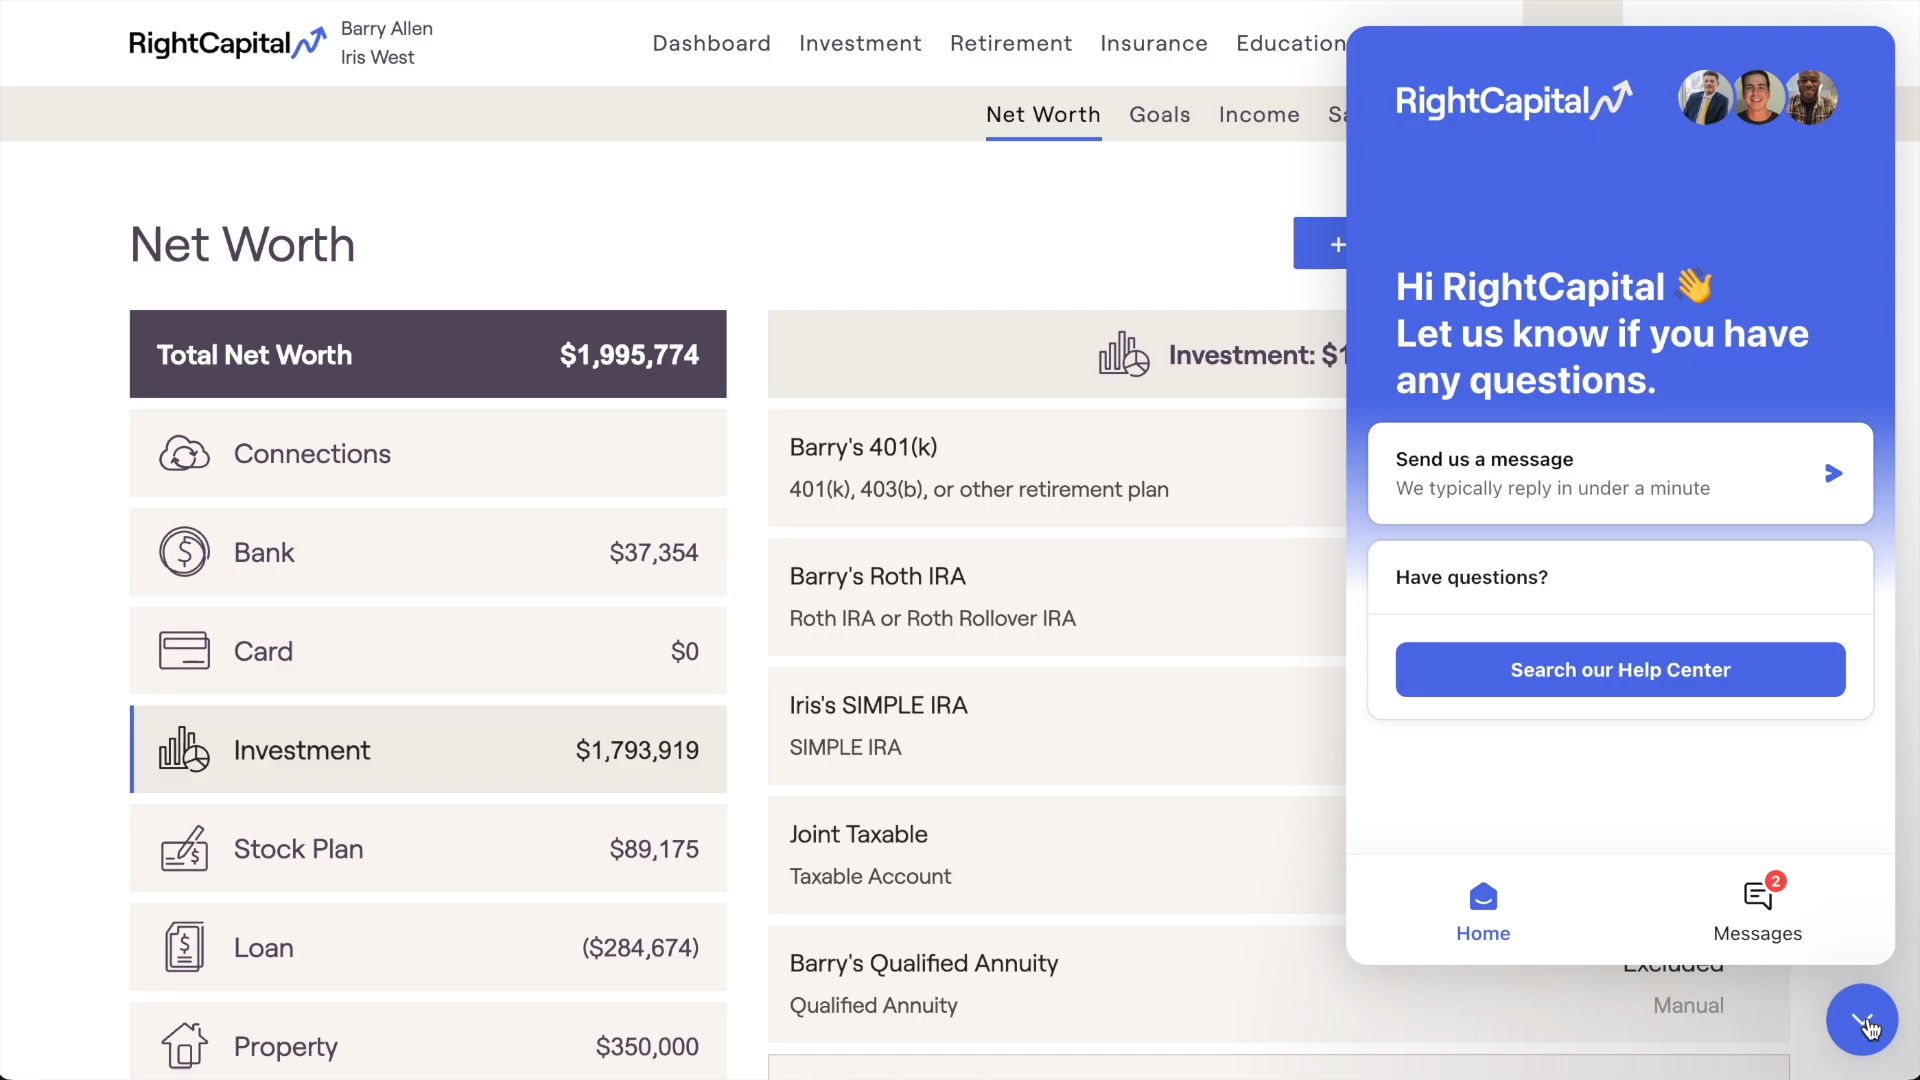 RightCapital
Barry Allen
Iris West
Dashboard Investment Retirement Insurance Education
Net Worth Goals Income
Net Worth
+
Total Net Worth $1,995,774
Connections
Bank $37,354
Card $0
Investment $1,793,919
Stock Plan $89,175
Loan ($284,674)
Property $350,000
Investment: $1
Barry's 401(k)
401(k), 403(b), or other retirement plan
Barry's Roth IRA
Roth IRA or Roth Rollover IRA
Iris's SIMPLE IRA
SIMPLE IRA
Joint Taxable
Taxable Account
Barry's Qualified Annuity Excluded
Qualified Annuity Manual
RightCapital
Hi RightCapital 👋
Let us know if you have
any questions.
Send us a message
We typically reply in under a minute
Have questions?
Search our Help Center
2
Home Messages